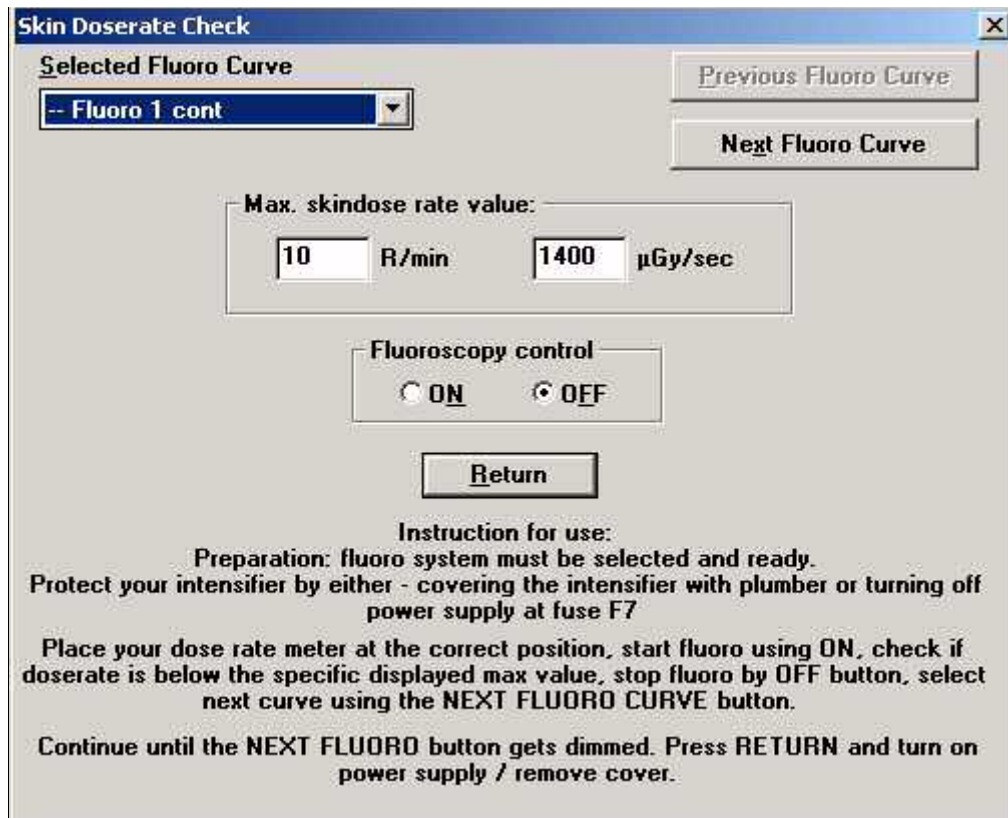 Skin Doserate Check
Selected Fluoro Curve
Previous Fluoro Curve
-- Fluoro 1 cont
Next Fluoro Curve
Max. skindose rate value:
10 R/min 1400 µGy/sec
Fluoroscopy control
ON OFF
Return
Instruction for use:
Preparation: fluoro system must be selected and ready.
Protect your intensifier by either - covering the intensifier with plumber or turning off
power supply at fuse F7
Place your dose rate meter at the correct position, start fluoro using ON, check if
doserate is below the specific displayed max value, stop fluoro by OFF button, select
next curve using the NEXT FLUORO CURVE button.
Continue until the NEXT FLUORO button gets dimmed. Press RETURN and turn on
power supply / remove cover.